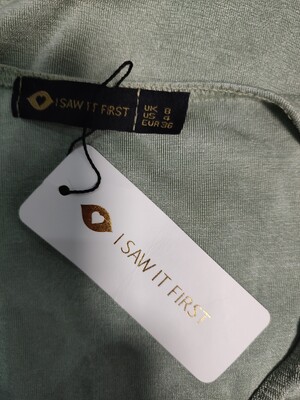 I SAW IT FIRST
UK 8
US 4
EUR 36
I SAW IT FIRST